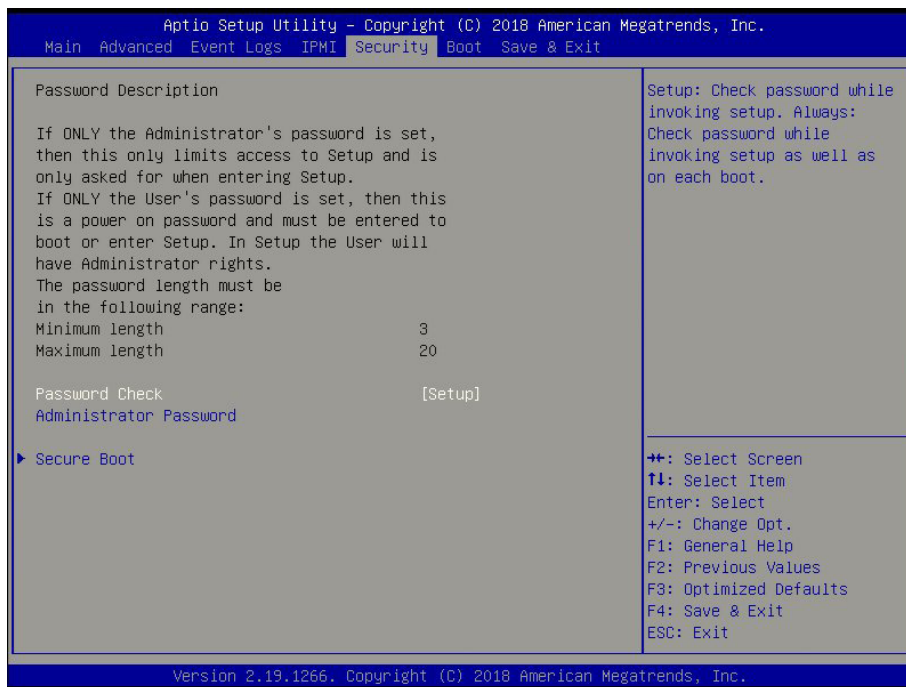 Aptio Setup Utility – Copyright (C) 2018 American Megatrends, Inc.
Main Advanced Event Logs IPMI Security Boot Save & Exit
Password Description
If ONLY the Administrator's password is set,
then this only limits access to Setup and is
only asked for when entering Setup.
If ONLY the User's password is set, then this
is a power on password and must be entered to
boot or enter Setup. In Setup the User will
have Administrator rights.
The password length must be
in the following range:
Minimum length 3
Maximum length 20
Password Check [Setup]
Administrator Password
Secure Boot
Setup: Check password while
invoking setup. Always:
Check password while
invoking setup as well as
on each boot.
→←: Select Screen
↑↓: Select Item
Enter: Select
+/-: Change Opt.
F1: General Help
F2: Previous Values
F3: Optimized Defaults
F4: Save & Exit
ESC: Exit
Version 2.19.1266. Copyright (C) 2018 American Megatrends, Inc.